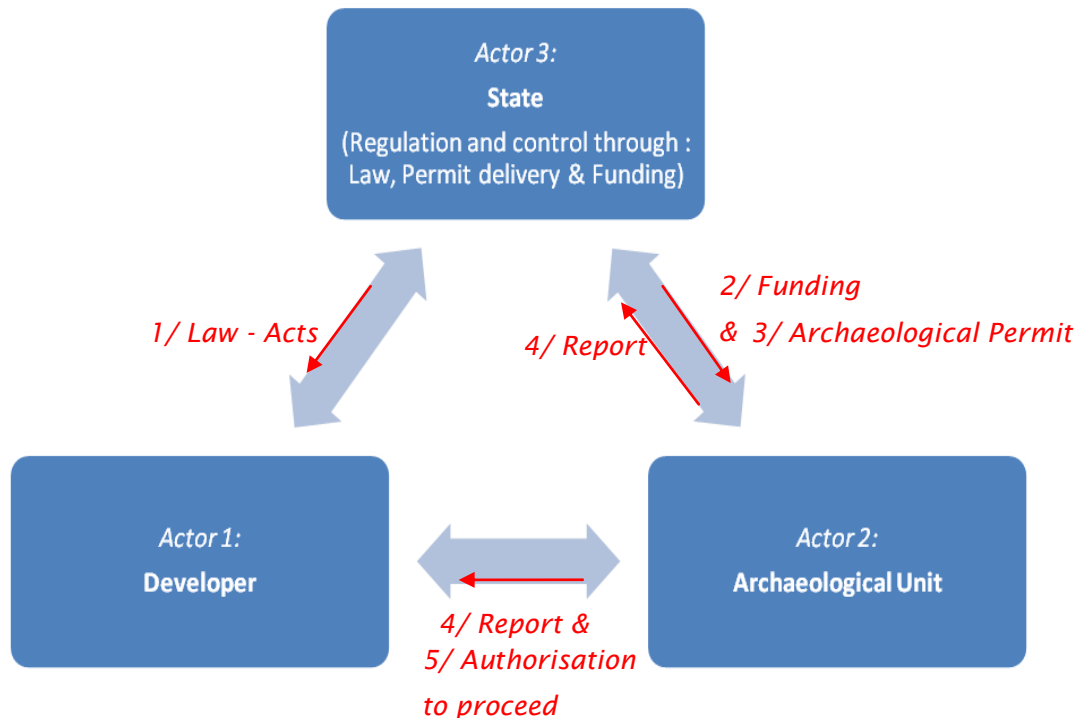 Actor 3:
State
(Regulation and control through :
Law, Permit delivery & Funding)
1/ Law - Acts
2/ Funding
& 3/ Archaeological Permit
4/ Report
Actor 1:
Developer
Actor 2:
Archaeological Unit
4/ Report &
5/ Authorisation
to proceed